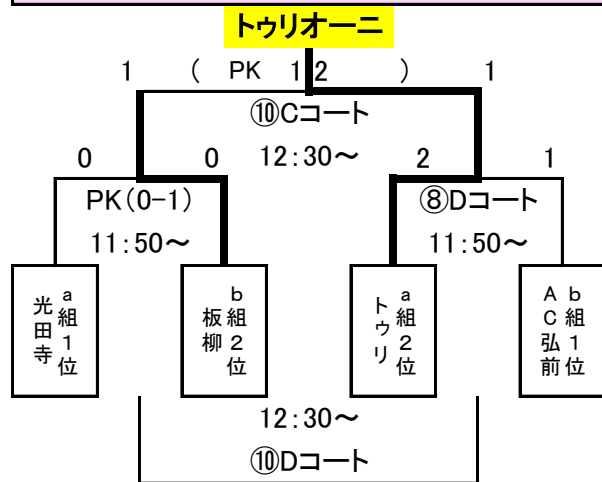 トゥリオーニ
1 ( PK 1 2 ) 1
⑩Cコート
0 0 12:30～ 2 1
PK(0-1) ⑧Dコート
11:50～ 11:50～
a組1位 光田寺
b組2位 板柳
a組2位 トゥリ
b組1位 AC弘前
12:30～
⑩Dコート